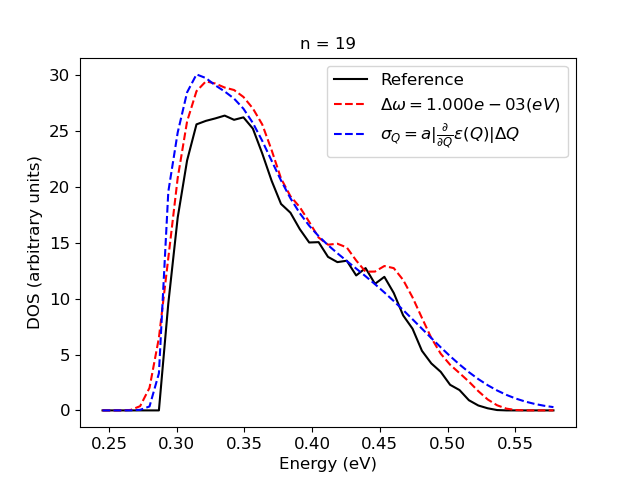 n = 19
DOS (arbitrary units)
30
25
20
15
10
5
0
Reference
Δω = 1.000e − 03(eV)
σ_Q = a|∂/∂Q ε(Q)|ΔQ
0.25 0.30 0.35 0.40 0.45 0.50 0.55
Energy (eV)